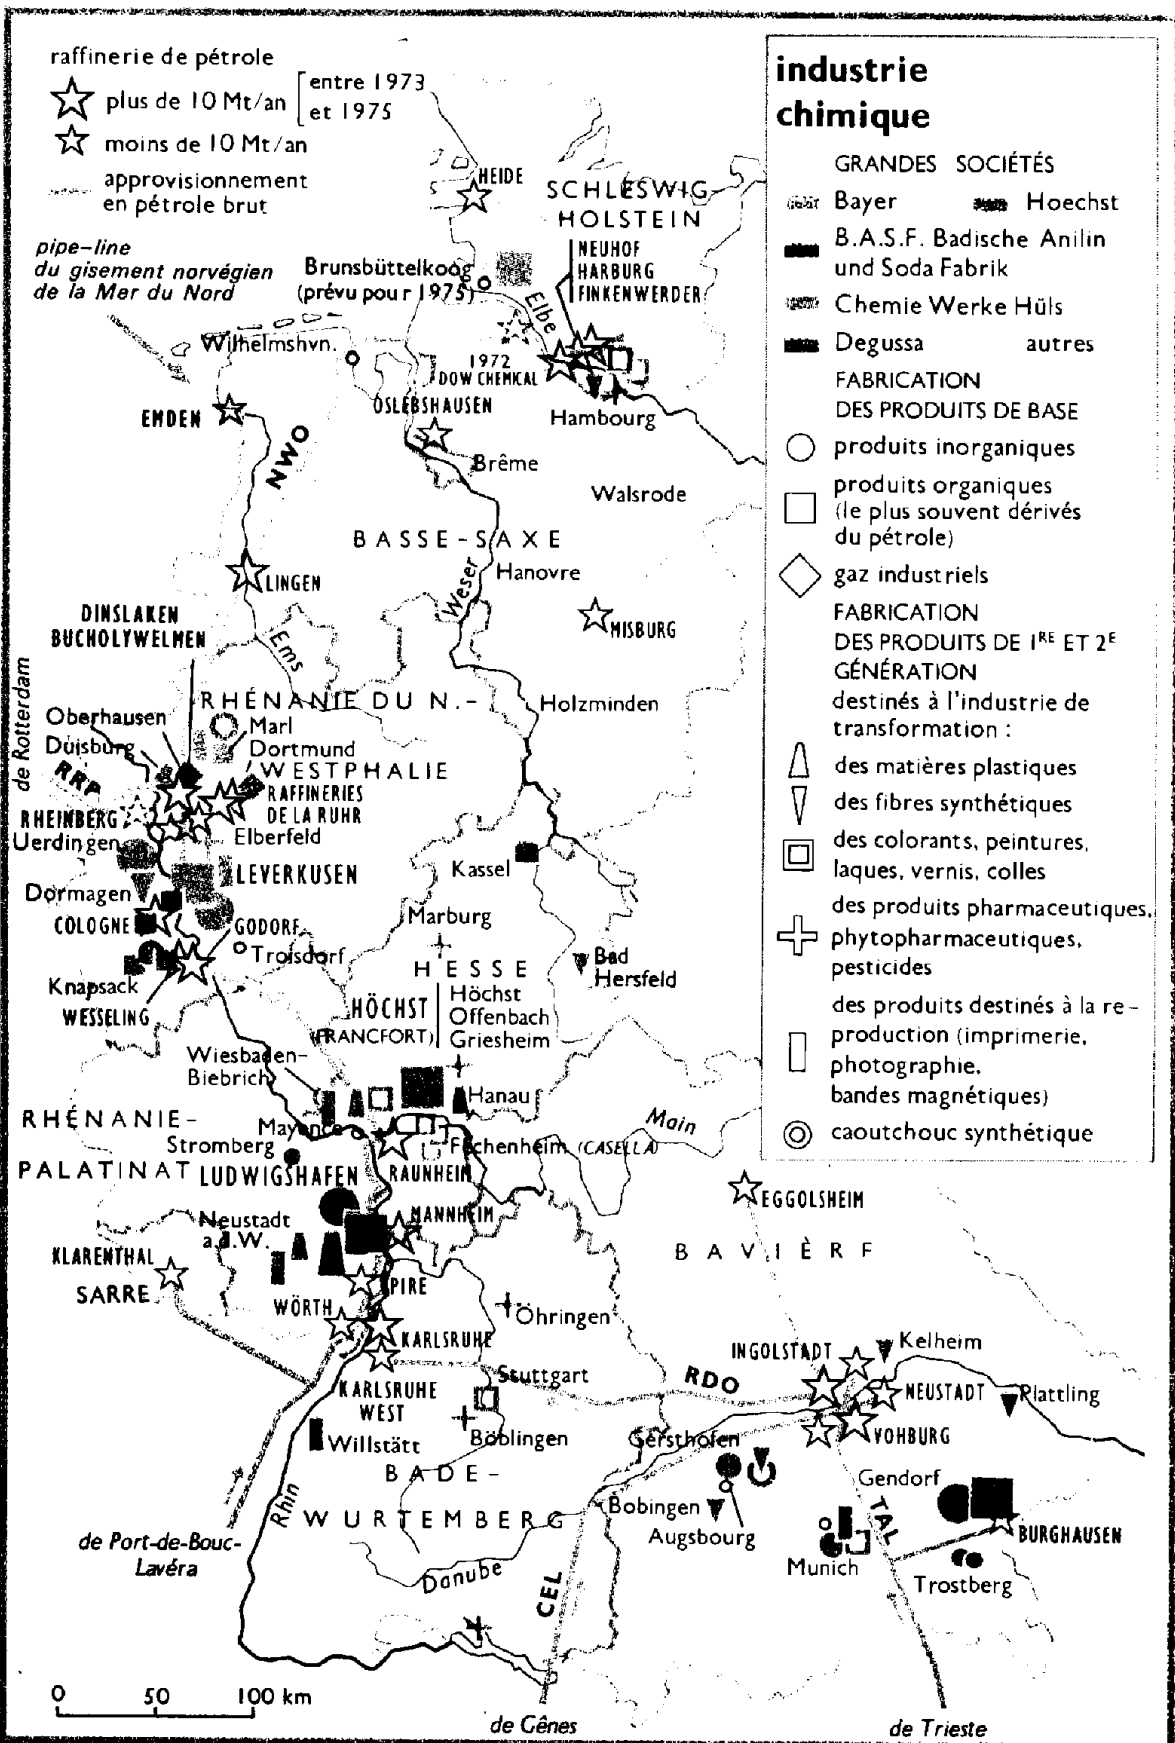 raffinerie de pétrole
plus de 10 Mt/an
entre 1973
et 1975
moins de 10 Mt/an
approvisionnement
en pétrole brut
pipe-line
du gisement norvégien
de la Mer du Nord
industrie
chimique
GRANDES SOCIÉTÉS
Bayer
Hoechst
B.A.S.F. Badische Anilin
und Soda Fabrik
Chemie Werke Hüls
Degussa
autres
FABRICATION
DES PRODUITS DE BASE
produits inorganiques
produits organiques
(le plus souvent dérivés
du pétrole)
gaz industriels
FABRICATION
DES PRODUITS DE 1RE ET 2E
GÉNÉRATION
destinés à l'industrie de
transformation :
des matières plastiques
des fibres synthétiques
des colorants, peintures,
laques, vernis, colles
des produits pharmaceutiques,
phytopharmaceutiques,
pesticides
des produits destinés à la re-
production (imprimerie,
photographie,
bandes magnétiques)
caoutchouc synthétique
HEIDE
SCHLESWIG-
HOLSTEIN
NEUHOF
HARBURG
FINKENWERDER
Brunsbüttelkoog
(prévu pour 1975)
Elbe
Wilhelmshvn.
1972
DOW CHEMICAL
OSLEBSHAUSEN
Hambourg
EMDEN
NWO
Brême
Walsrode
BASSE-SAXE
Weser
Hanovre
LINGEN
MISBURG
DINSLAKEN
BUCHOLYWELMEN
Ems
de Rotterdam
RHÉNANIE DU N.-
Holzminden
Oberhausen
Marl
Duisburg
Dortmund
WESTPHALIE
RRP
RAFFINERIES
DE LA RUHR
RHEINBERG
Uerdingen
Elberfeld
Kassel
LEVERKUSEN
Dormagen
COLOGNE
GODORF
Marburg
Troisdorf
Bad
Hersfeld
HESSE
Knapsack
WESSELING
HÖCHST
(FRANCFORT)
Höchst
Offenbach
Griesheim
Wiesbaden-
Biebrich
Hanau
RHÉNANIE-
PALATINAT
Mayence
Main
Stromberg
Fechenheim (CASELLA)
LUDWIGSHAFEN
RAUNHEIM
EGGOLSHEIM
Neustadt
a.d.W.
MANNHEIM
BAVIÈRE
KLARENTHAL
SARRE
PIRE
WÖRTH
Öhringen
KARLSRUHE
INGOLSTADT
Kelheim
KARLSRUHE
WEST
Stuttgart
RDO
NEUSTADT
Plattling
Willstätt
Böblingen
Gersthofen
VOHBURG
BADE-
WURTEMBERG
Gendorf
Rhin
Bobingen
Augsbourg
TAL
BURGHAUSEN
de Port-de-Bouc-
Lavéra
Munich
Trostberg
Danube
CEL
0 50 100 km
de Gênes
de Trieste